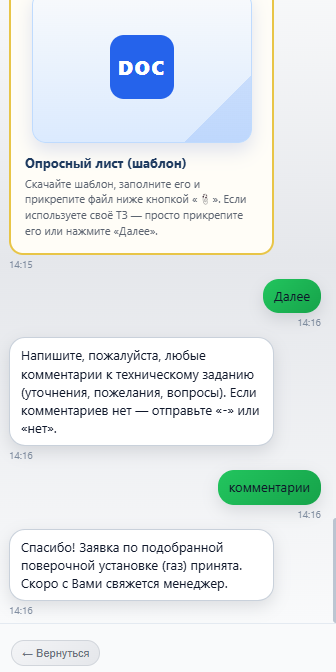 DOC
Опросный лист (шаблон)
Скачайте шаблон, заполните его и
прикрепите файл ниже кнопкой « 📎 ». Если
используете своё ТЗ — просто прикрепите
его или нажмите «Далее».
14:15
Далее
14:16
Напишите, пожалуйста, любые
комментарии к техническому заданию
(уточнения, пожелания, вопросы). Если
комментариев нет — отправьте «-» или
«нет».
14:16
комментарии
14:16
Спасибо! Заявка по подобранной
поверочной установке (газ) принята.
Скоро с Вами свяжется менеджер.
14:16
← Вернуться